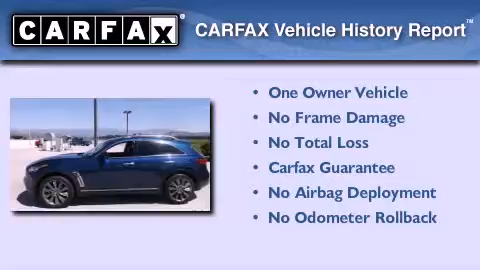 CARFAX® CARFAX Vehicle History Report™
• One Owner Vehicle
• No Frame Damage
• No Total Loss
• Carfax Guarantee
• No Airbag Deployment
• No Odometer Rollback